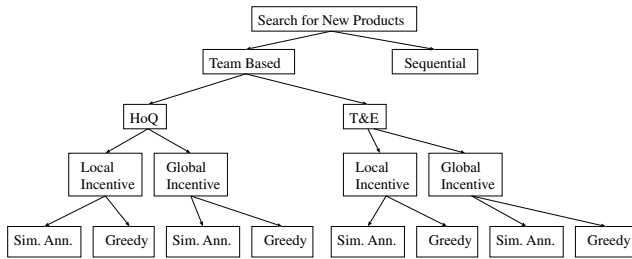 Search for New Products
Team Based
Sequential
HoQ
T&E
Local
Incentive
Global
Incentive
Local
Incentive
Global
Incentive
Sim. Ann.
Greedy
Sim. Ann.
Greedy
Sim. Ann.
Greedy
Sim. Ann.
Greedy